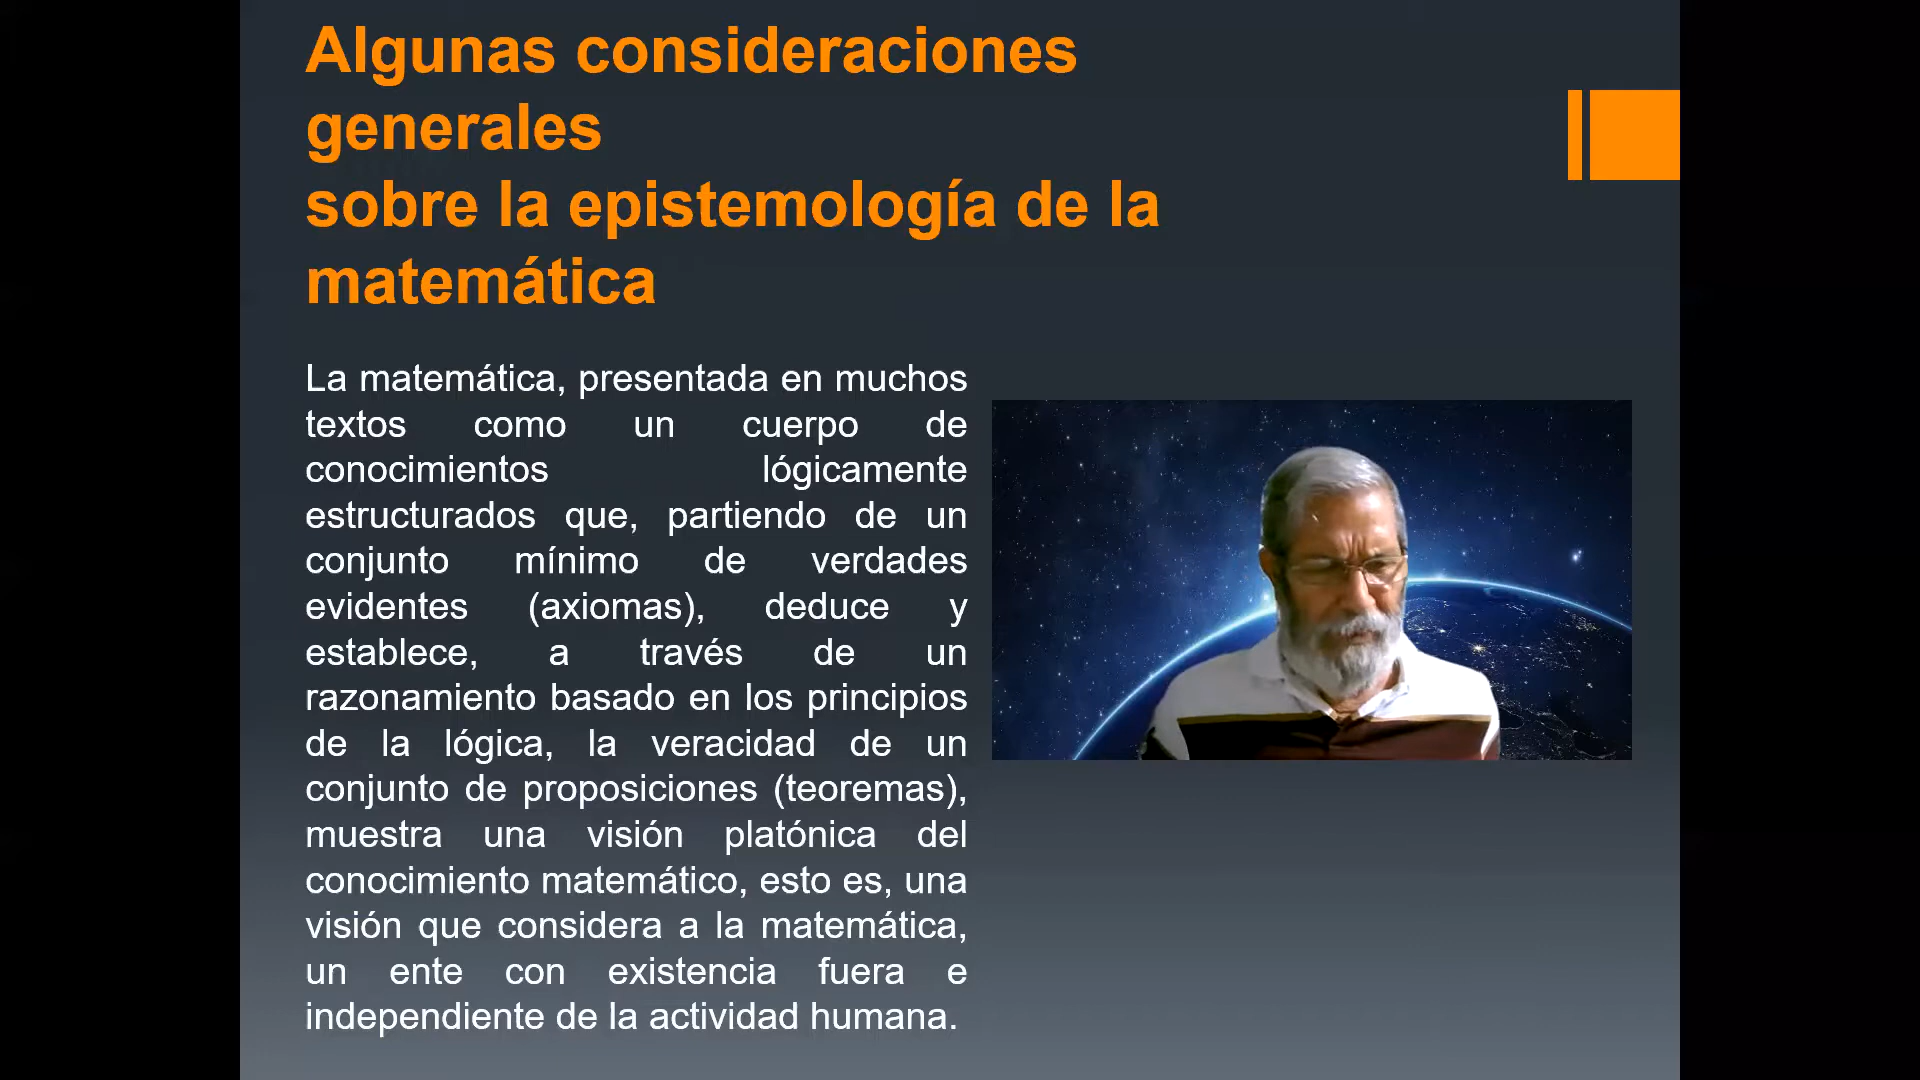 Algunas consideraciones
generales
sobre la epistemología de la
matemática
La matemática, presentada en muchos
textos como un cuerpo de
conocimientos lógicamente
estructurados que, partiendo de un
conjunto mínimo de verdades
evidentes (axiomas), deduce y
establece, a través de un
razonamiento basado en los principios
de la lógica, la veracidad de un
conjunto de proposiciones (teoremas),
muestra una visión platónica del
conocimiento matemático, esto es, una
visión que considera a la matemática,
un ente con existencia fuera e
independiente de la actividad humana.